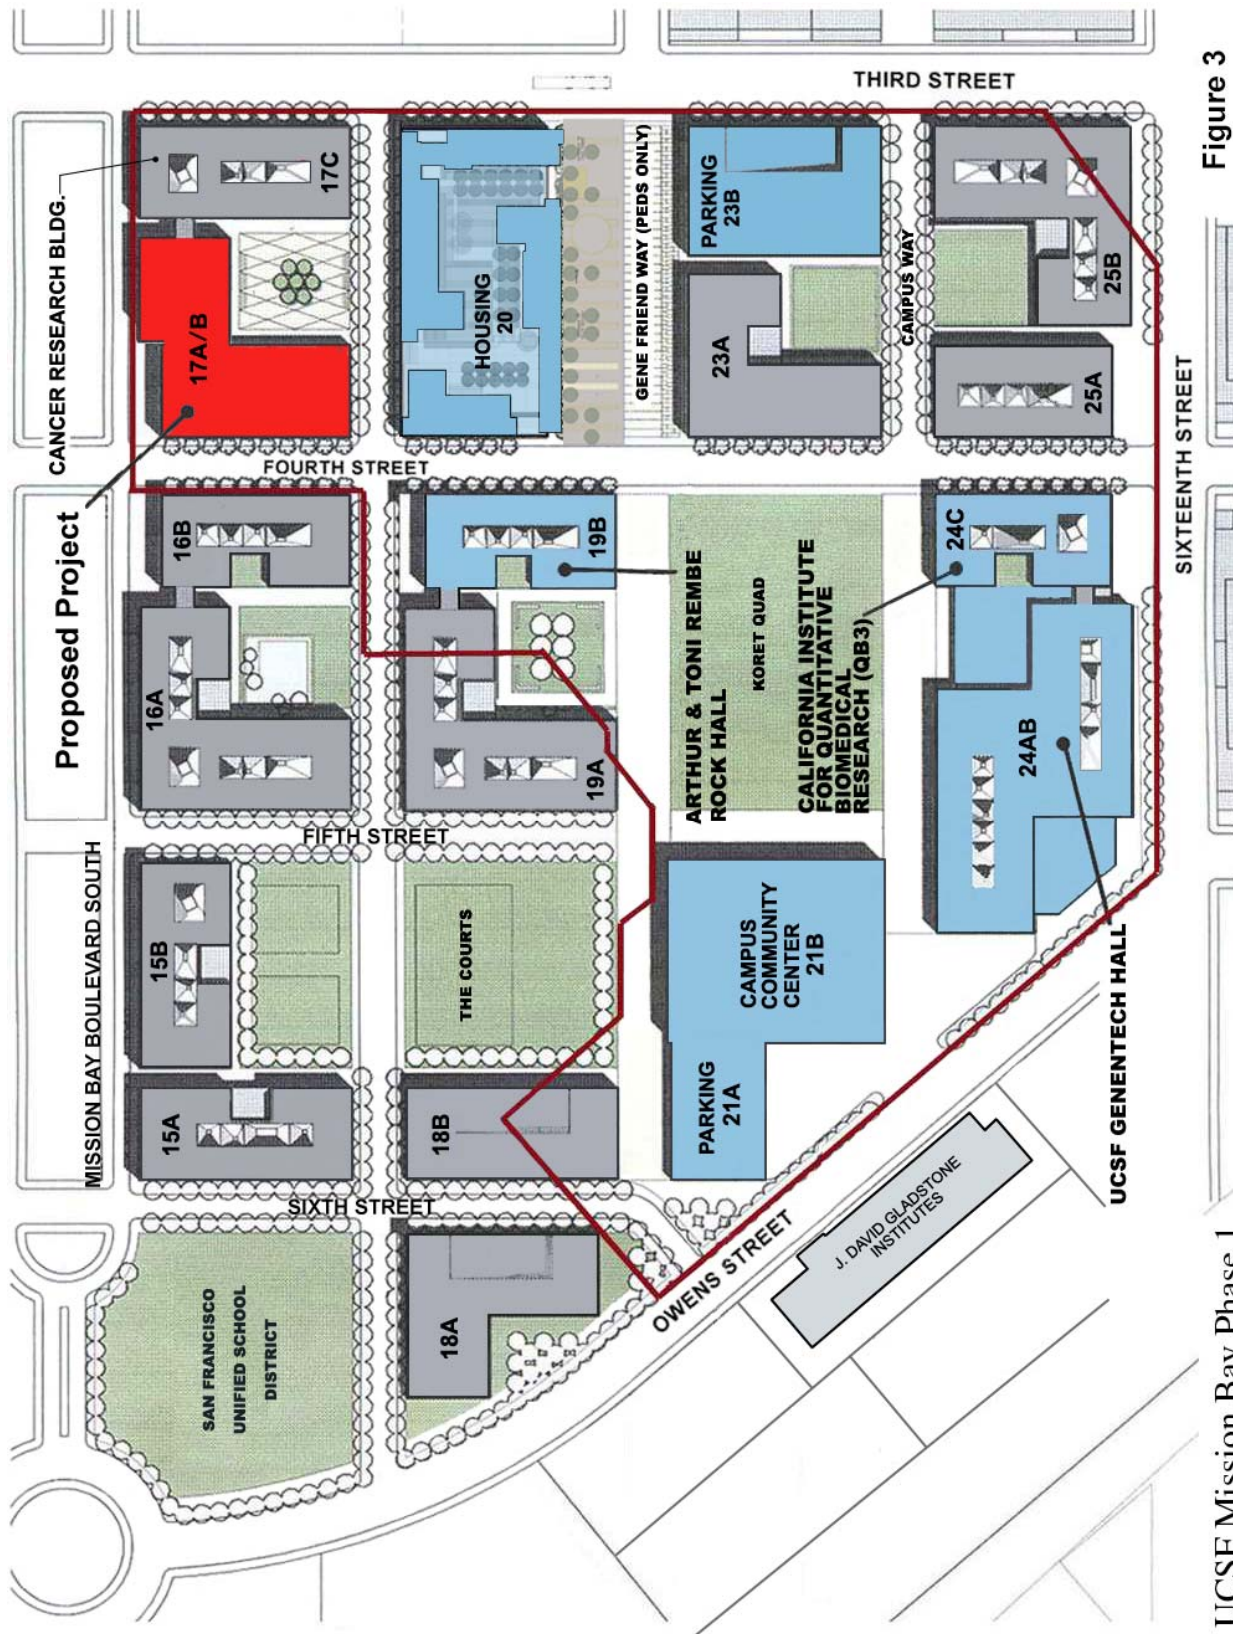 Figure 3
THIRD STREET
CANCER RESEARCH BLDG.
17C
17A/B
Proposed Project
FOURTH STREET
HOUSING
20
GENE FRIEND WAY (PEDS ONLY)
PARKING
23B
23A
CAMPUS WAY
25B
25A
SIXTEENTH STREET
16B
16A
19B
19A
ARTHUR & TONI REMBE
ROCK HALL
KORET QUAD
CALIFORNIA INSTITUTE
FOR QUANTITATIVE
BIOMEDICAL
RESEARCH (QB3)
24C
24AB
FIFTH STREET
MISSION BAY BOULEVARD SOUTH
15B
THE COURTS
CAMPUS
COMMUNITY
CENTER
21B
UCSF GENENTECH HALL
15A
18B
PARKING
21A
SIXTH STREET
SAN FRANCISCO
UNIFIED SCHOOL
DISTRICT
18A
OWENS STREET
J. DAVID GLADSTONE
INSTITUTES
UCSF Mission Bay Phase 1